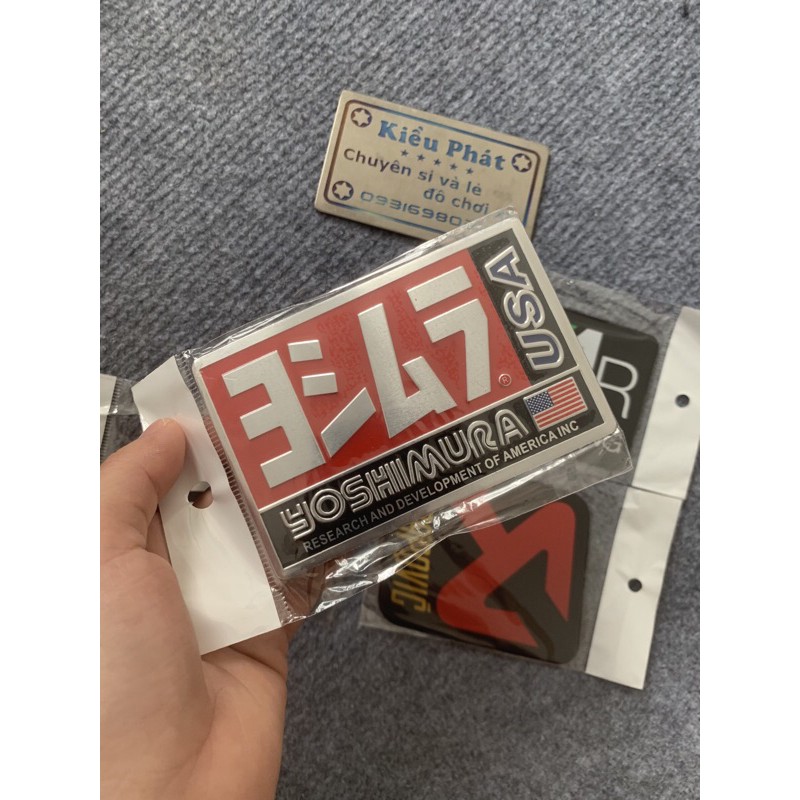 Kiều Phát
Chuyên sỉ và lẻ
đồ chơi
ヨシムラ
®
USA
YOSHIMURA
RESEARCH AND DEVELOPMENT OF AMERICA INC
R
G